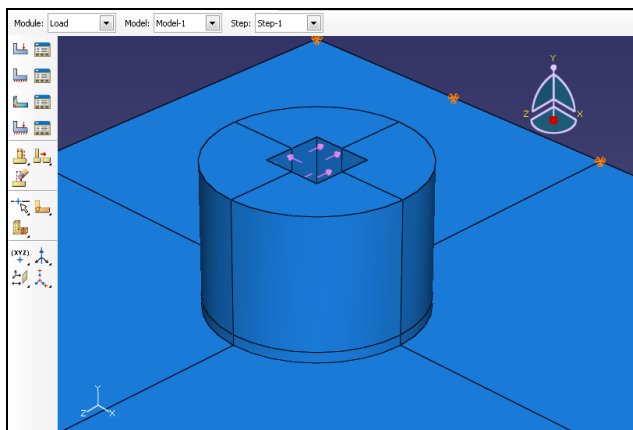 Module: Load Model: Model-1 Step: Step-1
Y
Z X
(XYZ)
Y
Z X